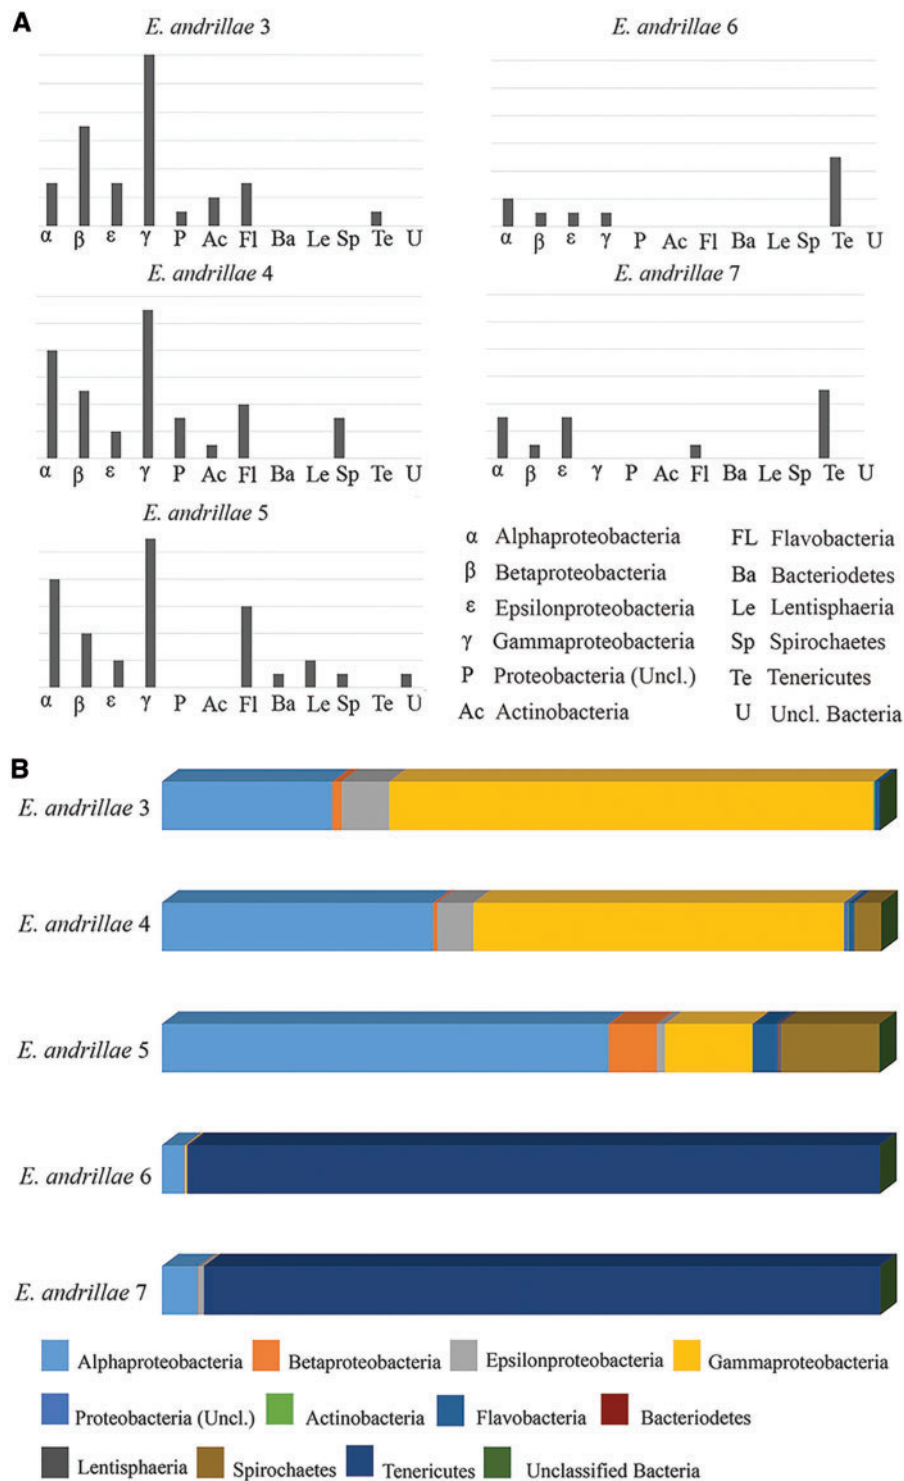 A
E. andrillae 3
α β ε γ P Ac Fl Ba Le Sp Te U
E. andrillae 6
α β ε γ P Ac Fl Ba Le Sp Te U
E. andrillae 4
α β ε γ P Ac Fl Ba Le Sp Te U
E. andrillae 7
α β ε γ P Ac Fl Ba Le Sp Te U
E. andrillae 5
α β ε γ P Ac Fl Ba Le Sp Te U
α Alphaproteobacteria
β Betaproteobacteria
ε Epsilonproteobacteria
γ Gammaproteobacteria
P Proteobacteria (Uncl.)
Ac Actinobacteria
FL Flavobacteria
Ba Bacteriodetes
Le Lentisphaeria
Sp Spirochaetes
Te Tenericutes
U Uncl. Bacteria
B
E. andrillae 3
E. andrillae 4
E. andrillae 5
E. andrillae 6
E. andrillae 7
Alphaproteobacteria Betaproteobacteria Epsilonproteobacteria Gammaproteobacteria
Proteobacteria (Uncl.) Actinobacteria Flavobacteria Bacteriodetes
Lentisphaeria Spirochaetes Tenericutes Unclassified Bacteria